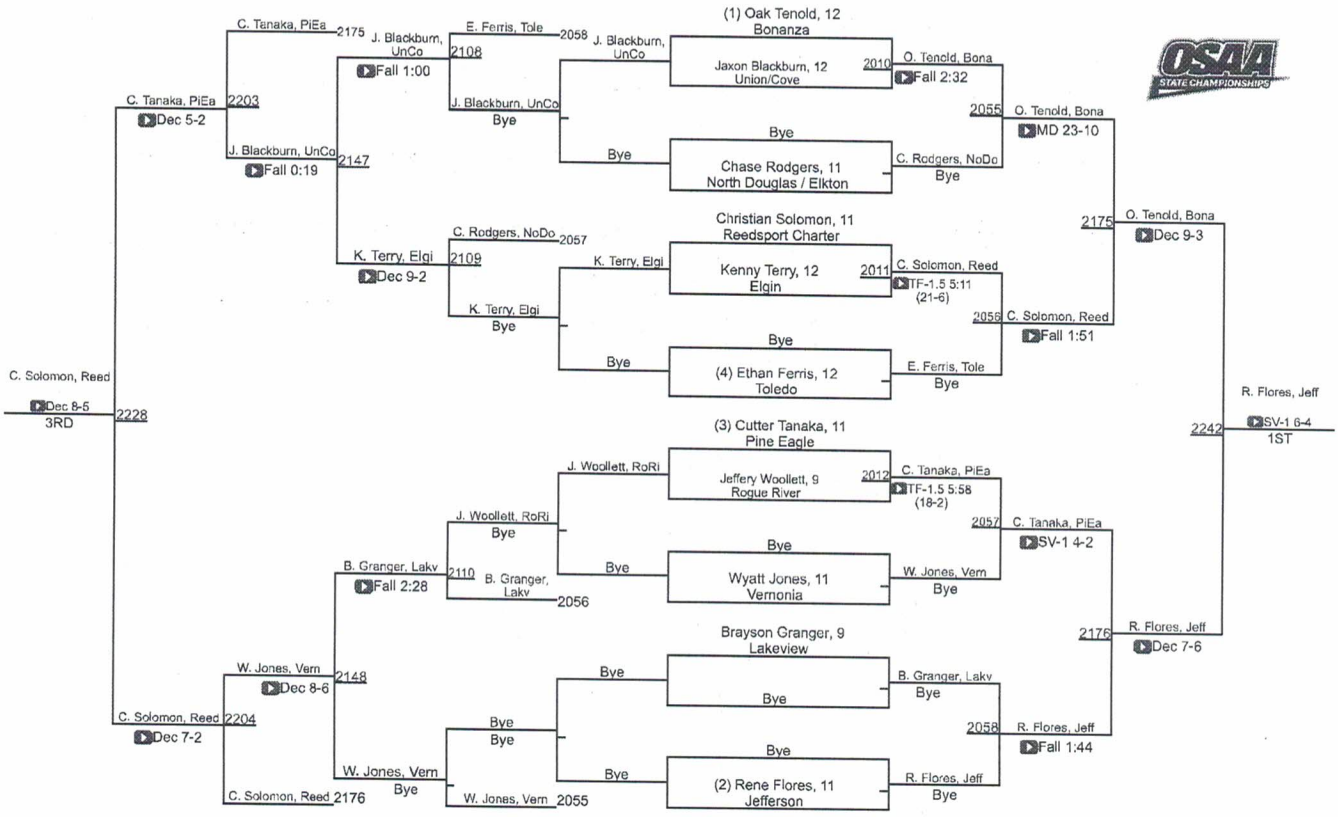 OSAA
STATE CHAMPIONSHIPS
C. Tanaka, PiEa
2175
J. Blackburn,
UnCo
Fall 1:00
E. Ferris, Tole
2058
2108
J. Blackburn, UnCo
Bye
J. Blackburn,
UnCo
Bye
C. Tanaka, PiEa
Dec 5-2
2203
J. Blackburn, UnCo
Fall 0:19
2147
C. Rodgers, NoDo
2057
K. Terry, Elgi
Dec 9-2
2109
K. Terry, Elgi
Bye
K. Terry, Elgi
Bye
C. Solomon, Reed
Dec 8-5
3RD
2228
J. Woollett, RoRi
J. Woollett, RoRi
Bye
Bye
B. Granger, Lakv
Fall 2:28
2110
B. Granger,
Lakv
2056
W. Jones, Vern
Dec 8-6
2148
C. Solomon, Reed
Dec 7-2
2204
Bye
Bye
Bye
Bye
W. Jones, Vern
Bye
W. Jones, Vern
2055
C. Solomon, Reed
2176
(1) Oak Tenold, 12
Bonanza
Jaxon Blackburn, 12
Union/Cove
2010
Bye
Chase Rodgers, 11
North Douglas / Elkton
Christian Solomon, 11
Reedsport Charter
Kenny Terry, 12
Elgin
2011
Bye
(4) Ethan Ferris, 12
Toledo
(3) Cutter Tanaka, 11
Pine Eagle
Jeffery Woollett, 9
Rogue River
2012
Bye
Wyatt Jones, 11
Vernonia
Brayson Granger, 9
Lakeview
Bye
Bye
(2) Rene Flores, 11
Jefferson
O. Tenold, Bona
Fall 2:32
C. Rodgers, NoDo
Bye
2055
O. Tenold, Bona
MD 23-10
C. Solomon, Reed
TF-1.5 5:11
(21-6)
E. Ferris, Tole
Bye
2056
C. Solomon, Reed
Fall 1:51
2175
O. Tenold, Bona
Dec 9-3
C. Tanaka, PiEa
TF-1.5 5:58
(18-2)
W. Jones, Vern
Bye
2057
C. Tanaka, PiEa
SV-1 4-2
B. Granger, Lakv
Bye
R. Flores, Jeff
Bye
2058
R. Flores, Jeff
Fall 1:44
2176
R. Flores, Jeff
Dec 7-6
2242
R. Flores, Jeff
SV-1 6-4
1ST